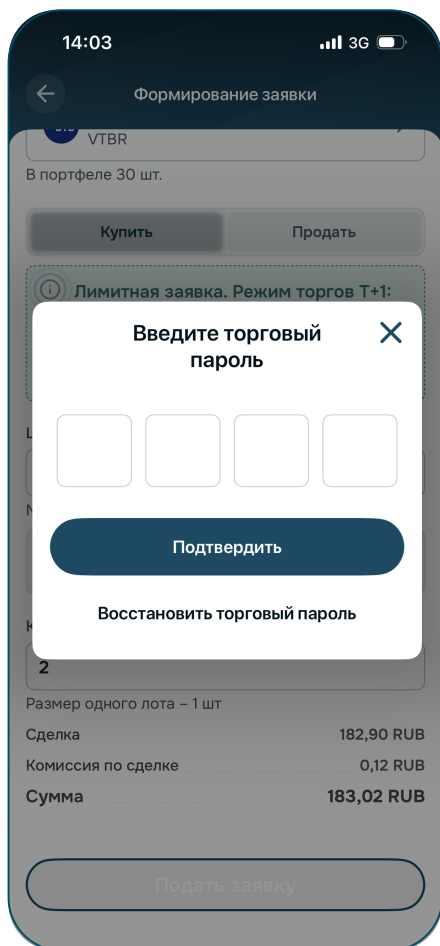 14:03
3G
Формирование заявки
VTBR
В портфеле 30 шт.
Купить
Продать
Лимитная заявка. Режим торгов Т+1:
Введите торговый
пароль
Подтвердить
Восстановить торговый пароль
2
Размер одного лота – 1 шт
Сделка
182,90 RUB
Комиссия по сделке
0,12 RUB
Сумма
183,02 RUB
Подать заявку